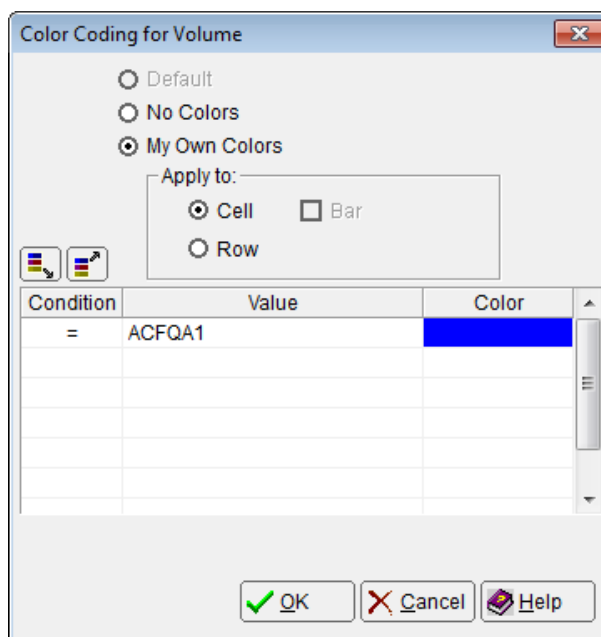 Color Coding for Volume
Default
No Colors
My Own Colors
Apply to:
Cell Bar
Row
Condition Value Color
= ACFQA1
OK Cancel Help